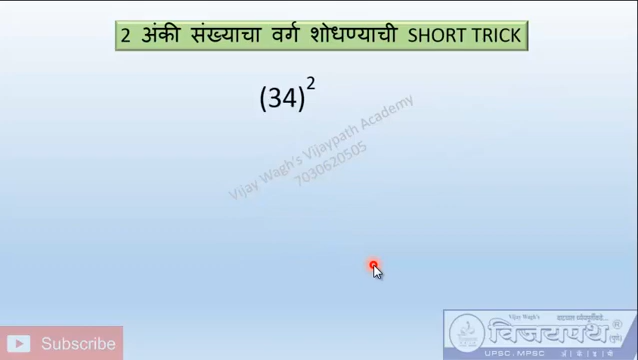 2 अंकी संख्याचा वर्ग शोधण्याची SHORT TRICK
(34)²
Vijay Wagh's Vijaypath Academy
7030620505
Subscribe
Vijay Wagh's
विजयपथ
UPSC. MPSC